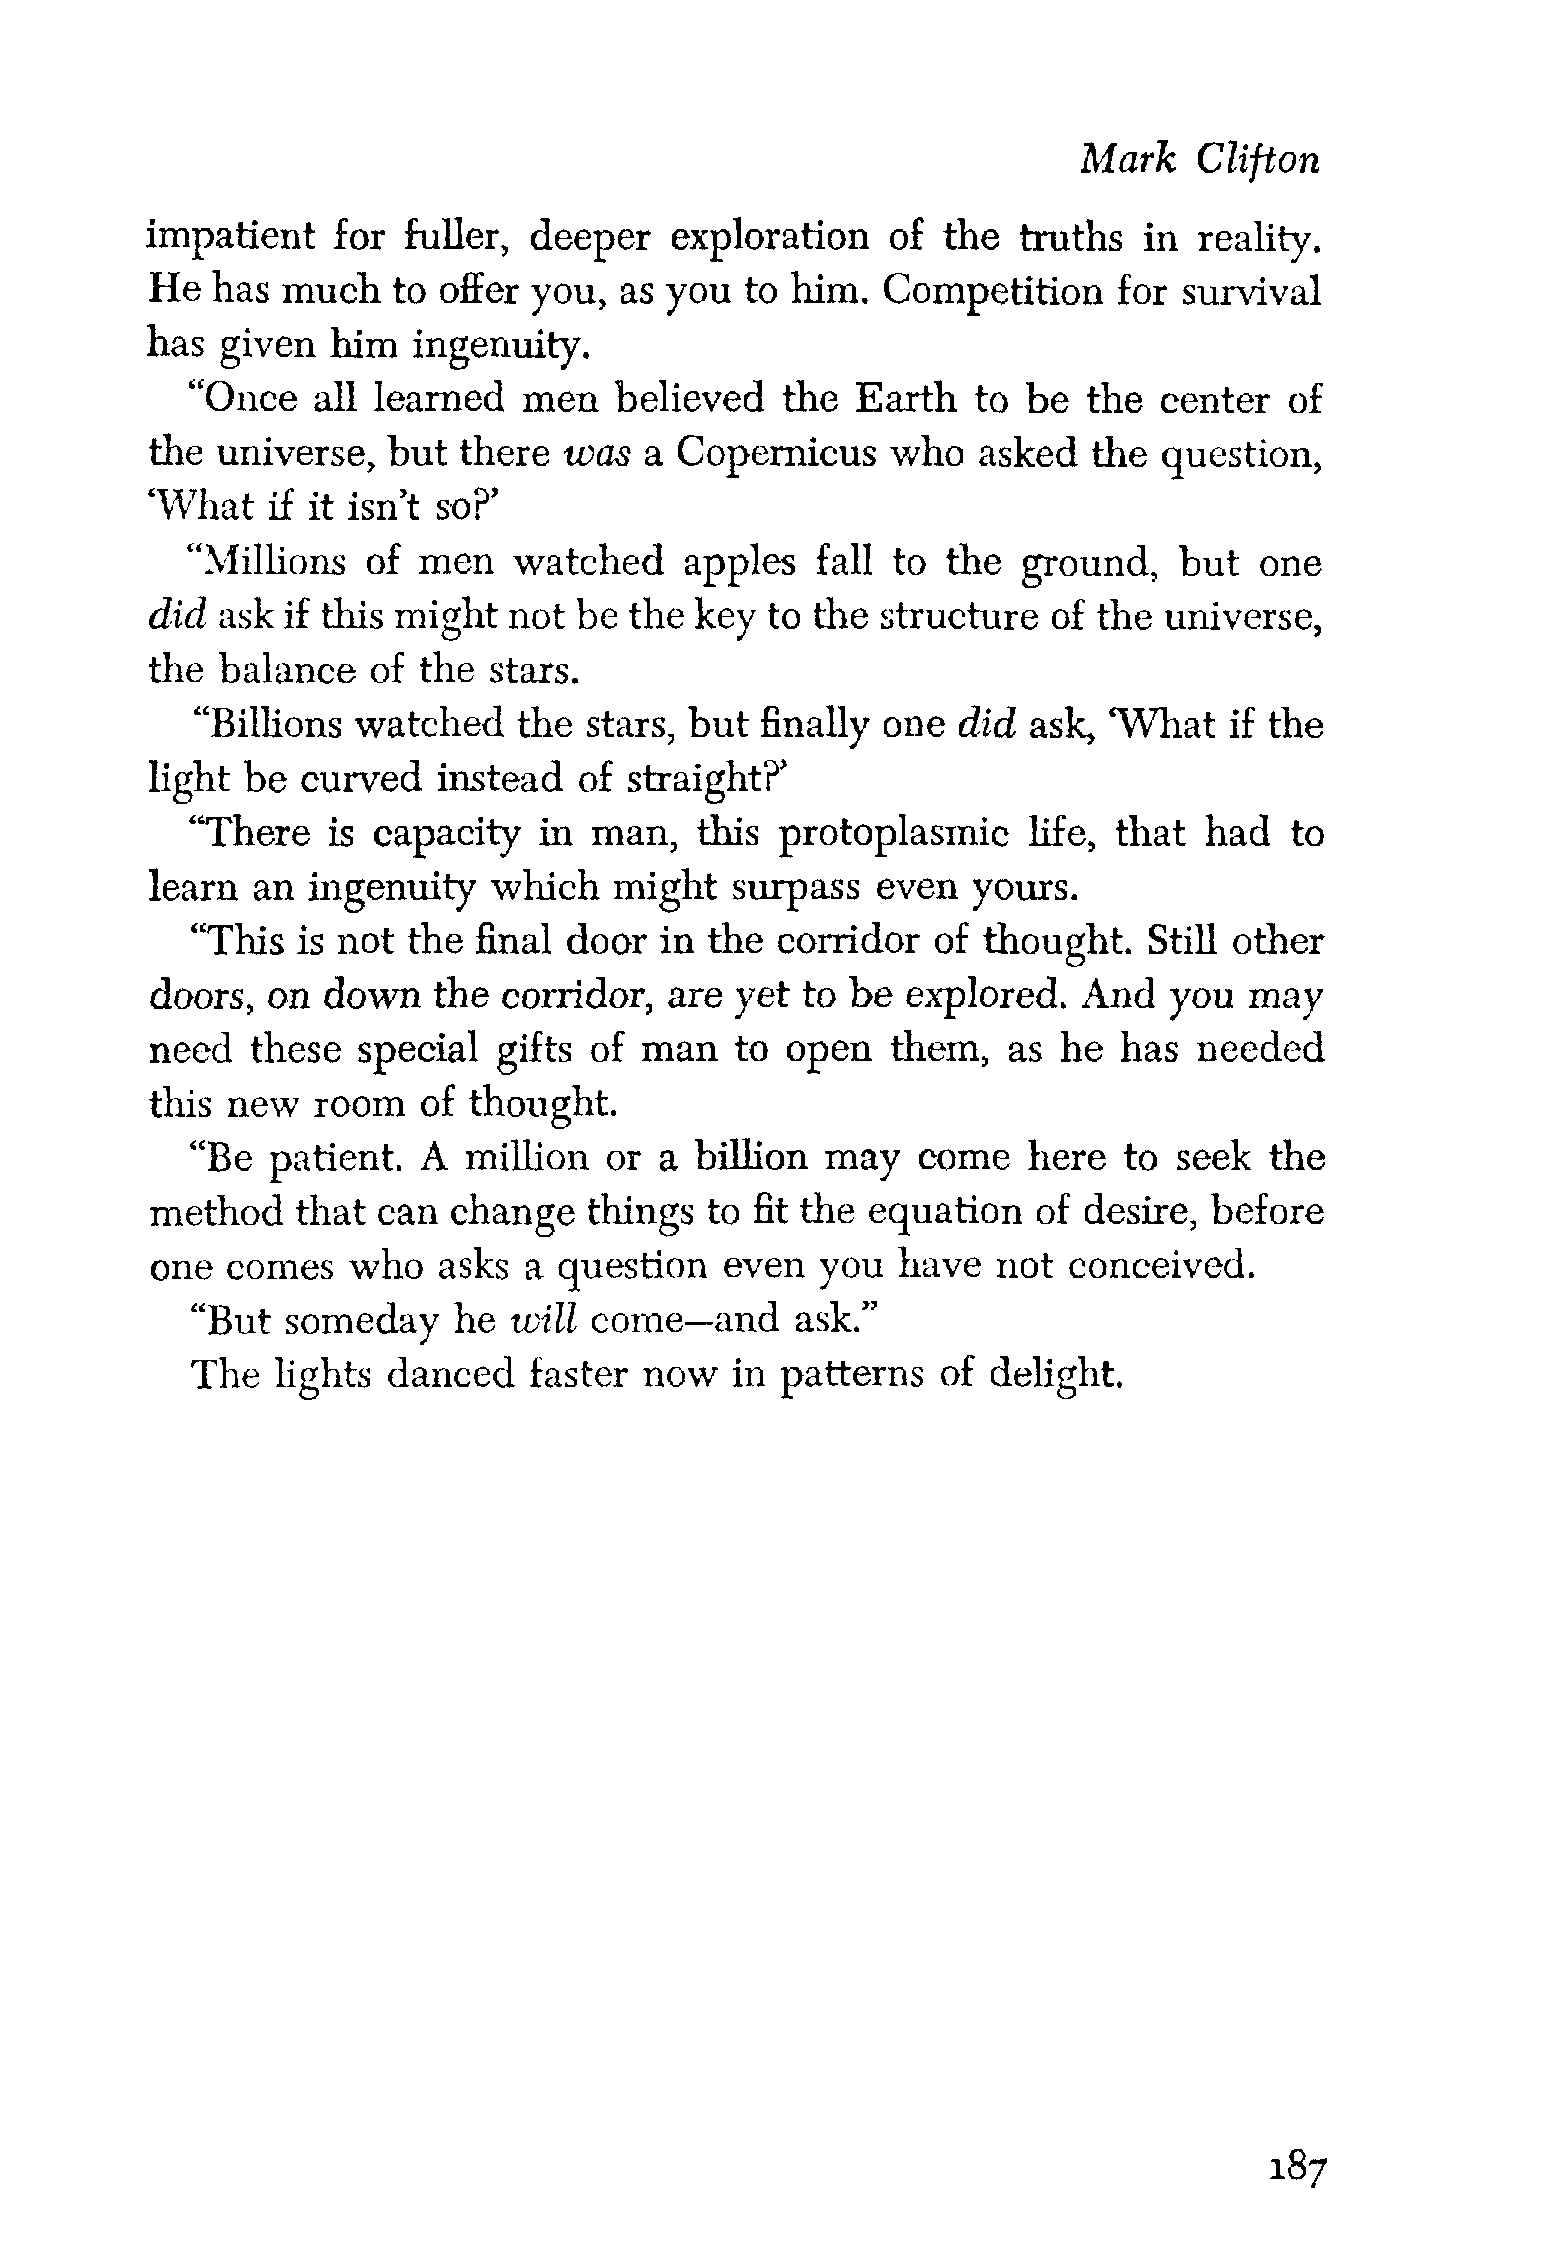 Mark Clifton
impatient for fuller, deeper exploration of the truths in reality.
He has much to offer you, as you to him. Competition for survival
has given him ingenuity.
“Once all learned men believed the Earth to be the center of
the universe, but there was a Copernicus who asked the question,
‘What if it isn’t so?’
“Millions of men watched apples fall to the ground, but one
did ask if this might not be the key to the structure of the universe,
the balance of the stars.
“Billions watched the stars, but finally one did ask, ‘What if the
light be curved instead of straight?’
“There is capacity in man, this protoplasmic life, that had to
learn an ingenuity which might surpass even yours.
“This is not the final door in the corridor of thought. Still other
doors, on down the corridor, are yet to be explored. And you may
need these special gifts of man to open them, as he has needed
this new room of thought.
“Be patient. A million or a billion may come here to seek the
method that can change things to fit the equation of desire, before
one comes who asks a question even you have not conceived.
“But someday he will come—and ask.”
The lights danced faster now in patterns of delight.
187